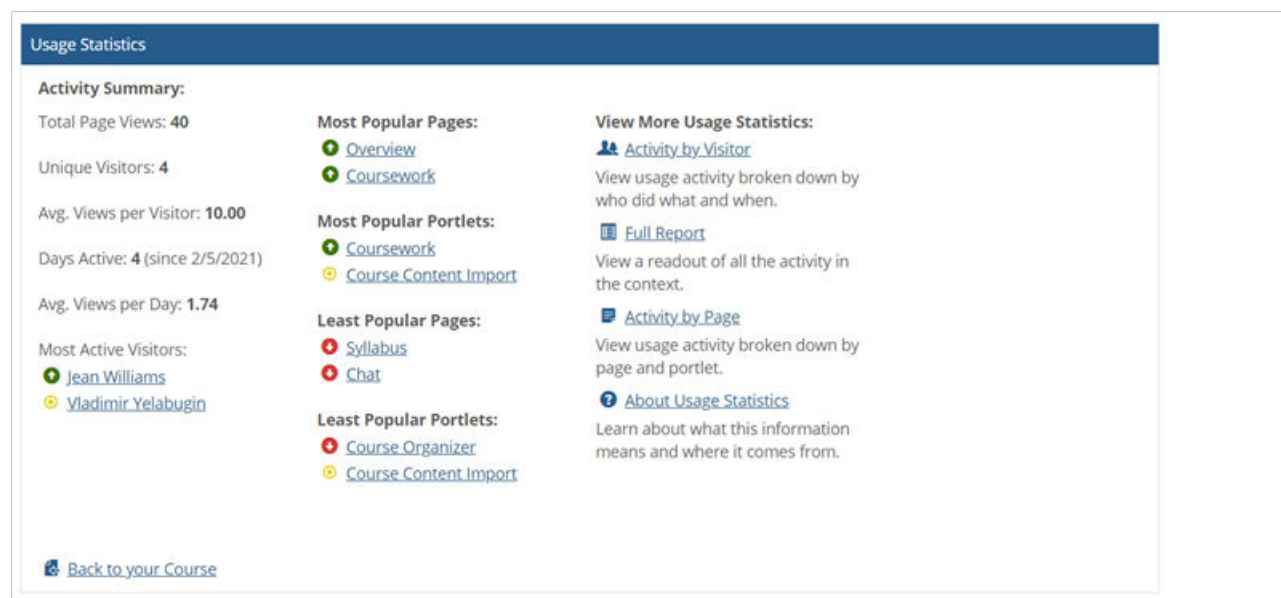 Usage Statistics
Activity Summary:
Total Page Views: 40
Unique Visitors: 4
Avg. Views per Visitor: 10.00
Days Active: 4 (since 2/5/2021)
Avg. Views per Day: 1.74
Most Active Visitors:
Jean Williams
Vladimir Yelabugin
Most Popular Pages:
Overview
Coursework
Most Popular Portlets:
Coursework
Course Content Import
Least Popular Pages:
Syllabus
Chat
Least Popular Portlets:
Course Organizer
Course Content Import
View More Usage Statistics:
Activity by Visitor
View usage activity broken down by
who did what and when.
Full Report
View a readout of all the activity in
the context.
Activity by Page
View usage activity broken down by
page and portlet.
About Usage Statistics
Learn about what this information
means and where it comes from.
Back to your Course